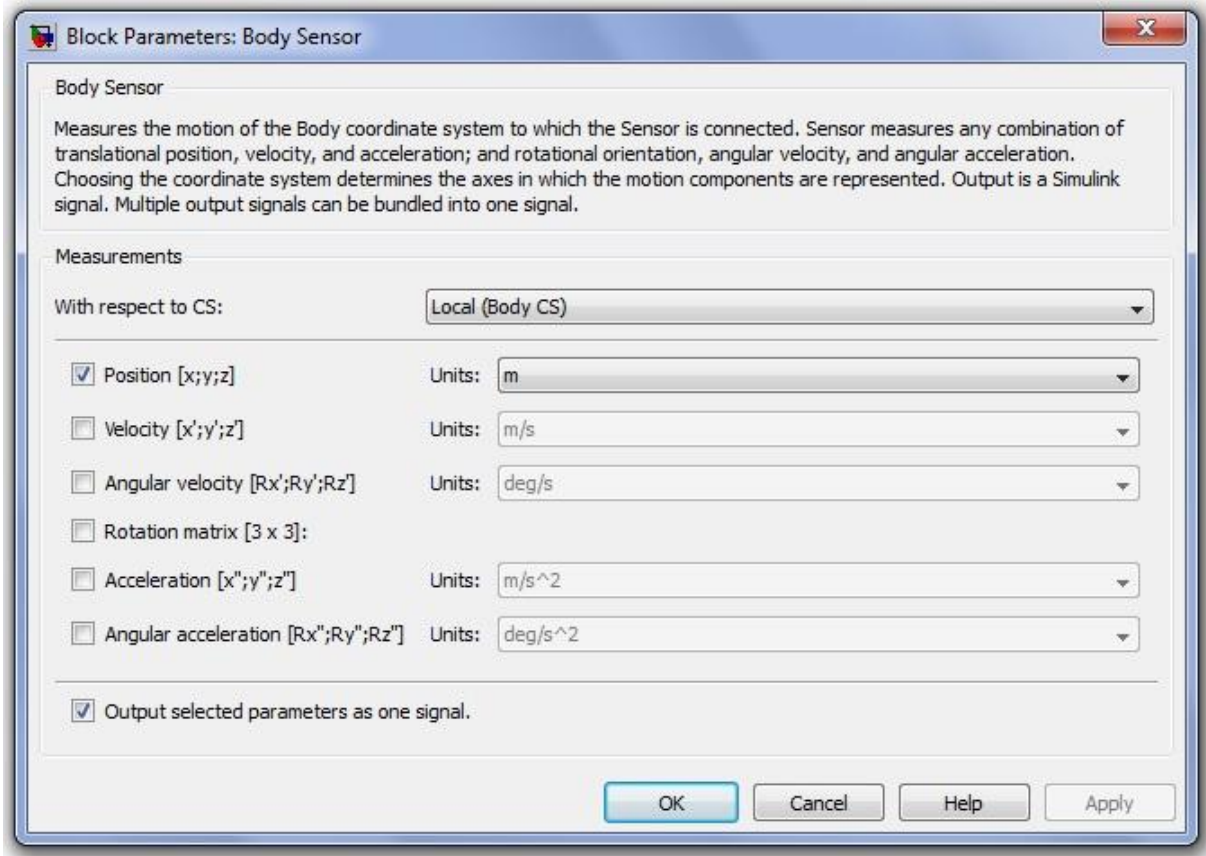 Block Parameters: Body Sensor
Body Sensor
Measures the motion of the Body coordinate system to which the Sensor is connected. Sensor measures any combination of
translational position, velocity, and acceleration; and rotational orientation, angular velocity, and angular acceleration.
Choosing the coordinate system determines the axes in which the motion components are represented. Output is a Simulink
signal. Multiple output signals can be bundled into one signal.
Measurements
With respect to CS: Local (Body CS)
Position [x;y;z] Units: m
Velocity [x';y';z'] Units: m/s
Angular velocity [Rx';Ry';Rz'] Units: deg/s
Rotation matrix [3 x 3]:
Acceleration [x";y";z"] Units: m/s^2
Angular acceleration [Rx";Ry";Rz"] Units: deg/s^2
Output selected parameters as one signal.
OK Cancel Help Apply